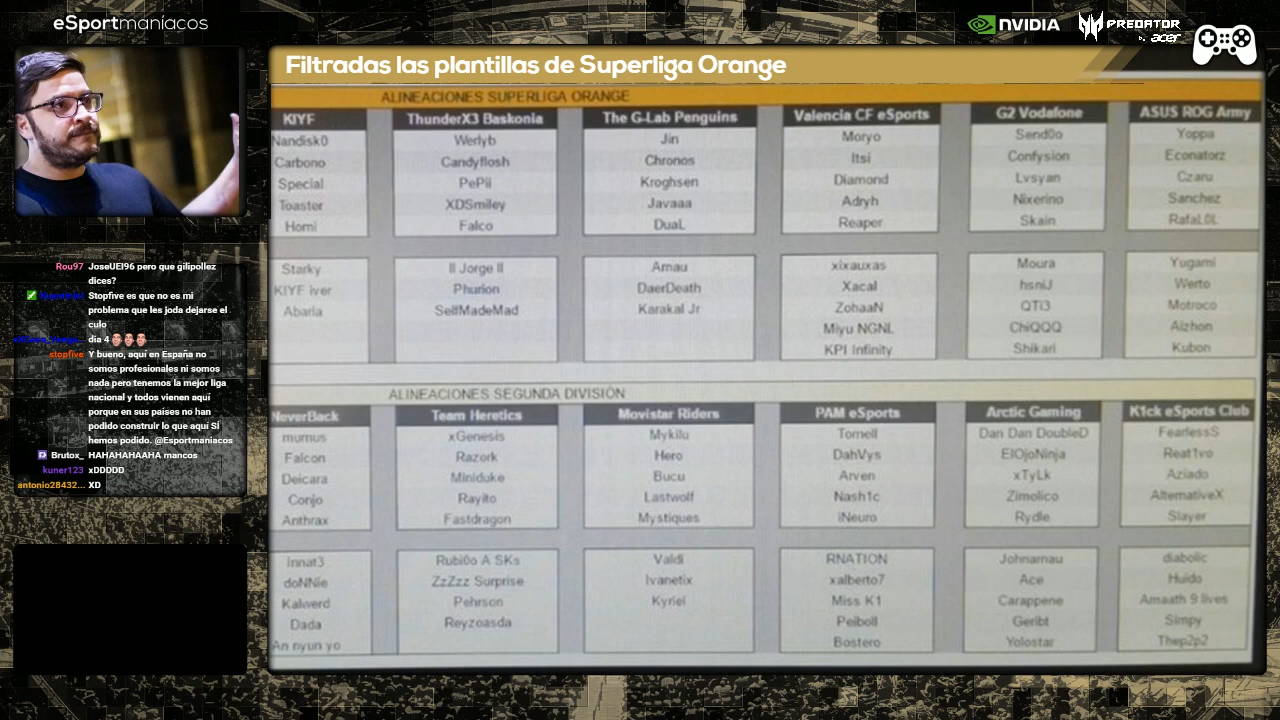 eSportmaníacos
NVIDIA
PREDATOR
acer
Filtradas las plantillas de Superliga Orange
ALINEACIONES SUPERLIGA ORANGE
KIYF ThunderX3 Baskonia The G-Lab Penguins Valencia CF eSports G2 Vodafone ASUS ROG Army
Nandisk0 Werlyb Jin Moryo Send0o Yoppa
Carbono Candyflosh Chronos Itsi Confysion Econatorz
Special PePii Kroghsen Diamond Lvsyan Czaru
Toaster XDSmiley Javaaa Adryh Nixerino Sanchez
Homi Falco DuaL Reaper Skain RafaL0L
Starky II Jorge II Arnau xixauxas Moura Yugami
KIYF iver Phurion DaerDeath Xacal hsniJ Werto
Abaria SelfMadeMad Karakal Jr ZohaaN QTi3 Motroco
Miyu NGNL ChiQQQ Aizhon
KPI Infinity Shikari Kubon
ALINEACIONES SEGUNDA DIVISIÓN
NeverBack Team Heretics Movistar Riders PAM eSports Arctic Gaming K1ck eSports Club
murnus xGenesis Mykilu Tornell Dan Dan DoubleD FearlessS
Falcon Razork Hero DahVys ElOjoNinja Reat1vo
Deicara Miniduke Bucu Arven xTyLk Aziado
Conjo Rayito Lastwolf Nash1c Zimolico AlternativeX
Anthrax Fastdragon Mystiques iNeuro Rydle Slayer
Innat3 Rubi0o A SKs Valdi RNATION Johnarnau diabolic
doNNie ZzZzz Surprise Ivanetix xalberto7 Ace Huido
Kalwerd Pehrson Kyriel Miss K1 Carappene Amaath 9 lives
Dada Reyzoasda Peiboll Geribt Simpy
An nyun yo Bostero Yolostar Thep2p2
Rou97 JoseUEI96 pero que gilipollez
dices?
Stopfive es que no es mi
problema que les joda dejarse el
culo
dia 4
stopfive Y bueno, aquí en España no
somos profesionales ni somos
nada pero tenemos la mejor liga
nacional y todos vienen aquí
porque en sus países no han
podido construir lo que aquí SÍ
hemos podido. @Esportmaniacos
Brutox_ HAHAHAHAAHA mancos
kuner123 xDDDDD
antonio28432... XD